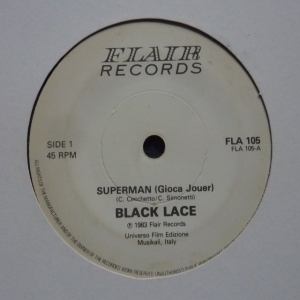 FLAIR
RECORDS
SIDE 1
45 RPM
FLA 105
FLA 105-A
SUPERMAN (Gioca Jouer)
(C. Cecchetto/C. Simonetti)
BLACK LACE
℗ 1983 Flair Records
Universo Film Edizione
Musikali, Italy